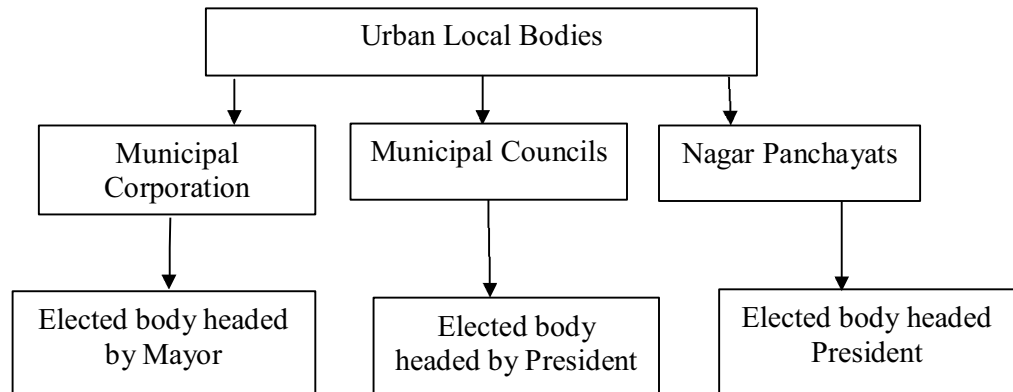 Urban Local Bodies
Municipal
Corporation
Municipal Councils
Nagar Panchayats
Elected body headed
by Mayor
Elected body
headed by President
Elected body headed
President